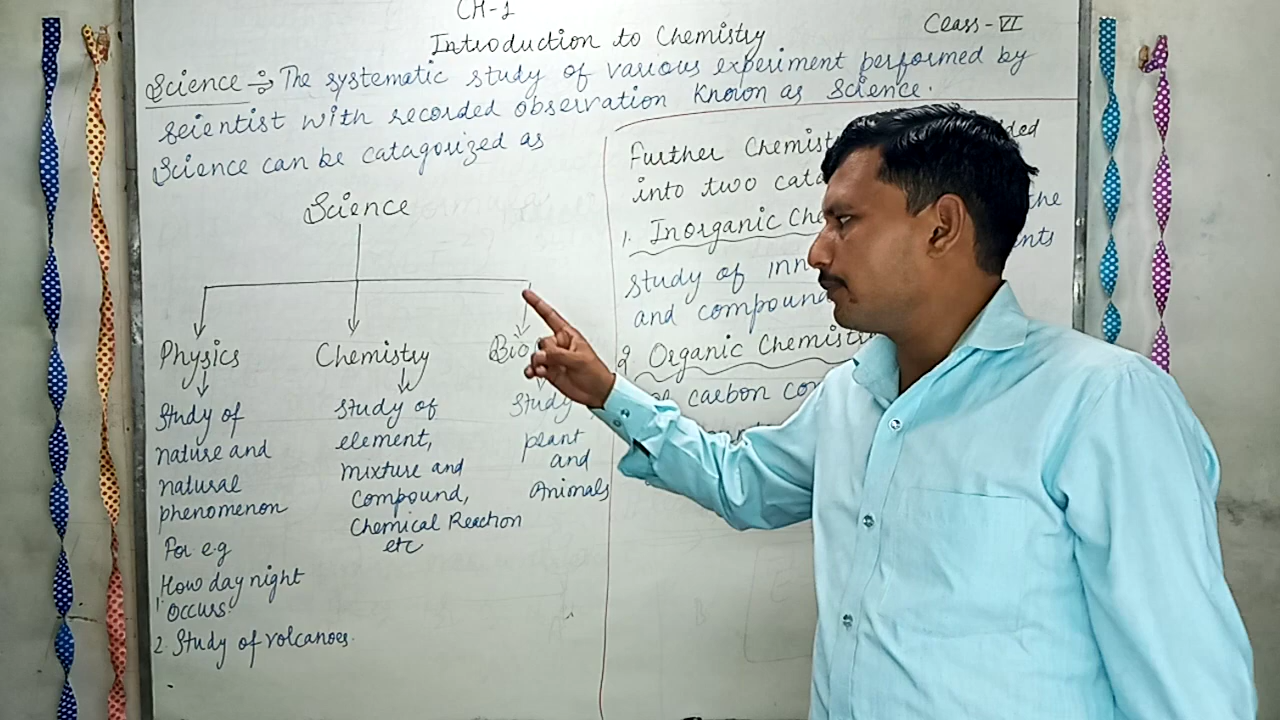 CH-1
Introduction to Chemistry
Class-VI
Science ÷ The systematic study of various experiment performed by
scientist with recorded observation known as Science.
Science can be catagorized as
Science
Physics
Study of
nature and
natural
phenomenon
For e.g
How day night
1. occurs.
2. Study of volcanoes.
Chemistry
Study of
element,
mixture and
compound,
Chemical Reaction
etc
Bio
Study
plant
and
Animals
Further Chemist
into two cata
1. Inorganic Che the
Study of inn
and compound
2 Organic Chemistry
carbon com